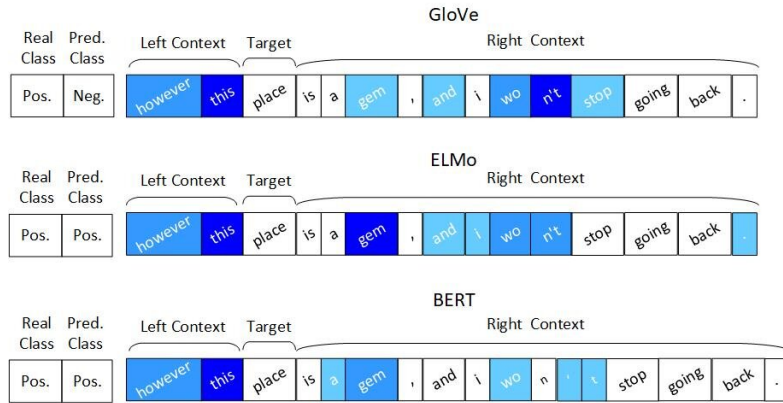 GloVe
Real Class Pred. Class Left Context Target Right Context
Pos. Neg. however this place is a gem , and i wo n't stop going back .
ELMo
Real Class Pred. Class Left Context Target Right Context
Pos. Pos. however this place is a gem , and i wo n't stop going back .
BERT
Real Class Pred. Class Left Context Target Right Context
Pos. Pos. however this place is a gem , and i wo n ' t stop going back .